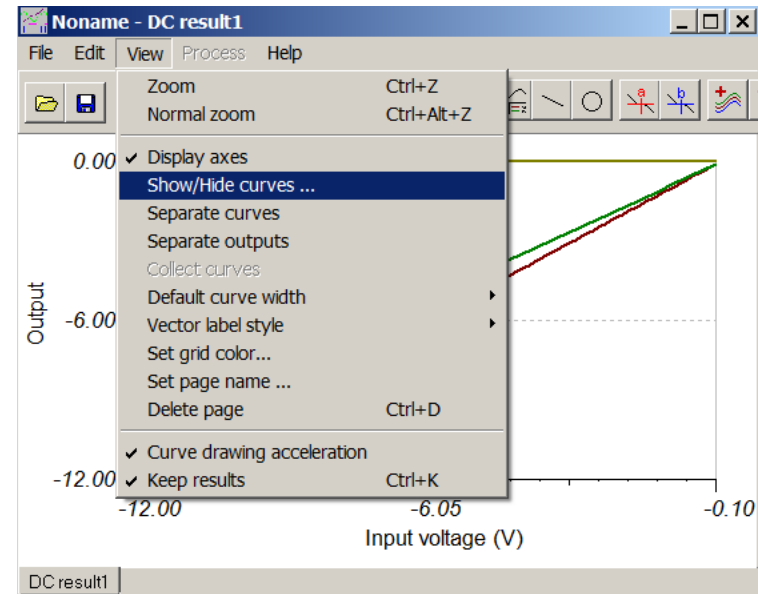 Noname - DC result1
File Edit View Process Help
Zoom Ctrl+Z
Normal zoom Ctrl+Alt+Z
a b
0.00
Display axes
Show/Hide curves ...
Separate curves
Separate outputs
Collect curves
Default curve width
Vector label style
Set grid color...
Set page name ...
Delete page Ctrl+D
Curve drawing acceleration
Keep results Ctrl+K
Output
-6.00
-12.00
-12.00 -6.05 -0.10
Input voltage (V)
DC result1